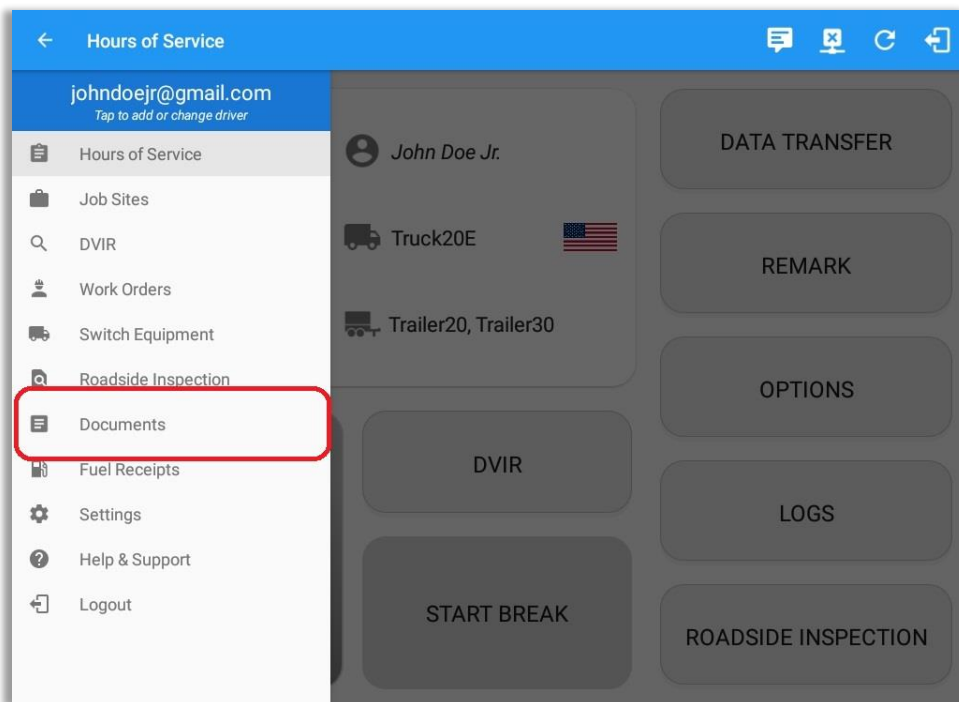 Hours of Service
johndoejr@gmail.com
Tap to add or change driver
Hours of Service
Job Sites
DVIR
Work Orders
Switch Equipment
Roadside Inspection
Documents
Fuel Receipts
Settings
Help & Support
Logout
John Doe Jr.
Truck20E
Trailer20, Trailer30
DVIR
START BREAK
DATA TRANSFER
REMARK
OPTIONS
LOGS
ROADSIDE INSPECTION